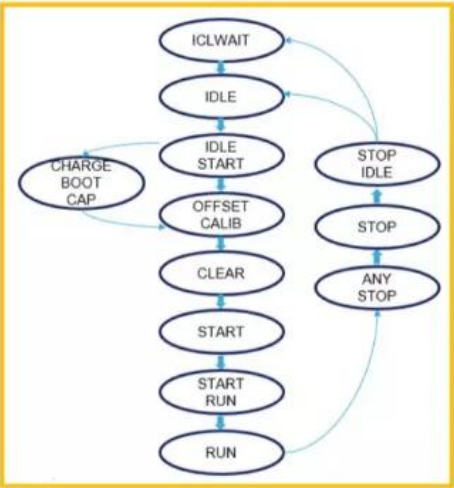 ICLWAIT
IDLE
IDLE
START
CHARGE
BOOT
CAP
OFFSET
CALIB
CLEAR
START
START
RUN
RUN
STOP
IDLE
STOP
ANY
STOP